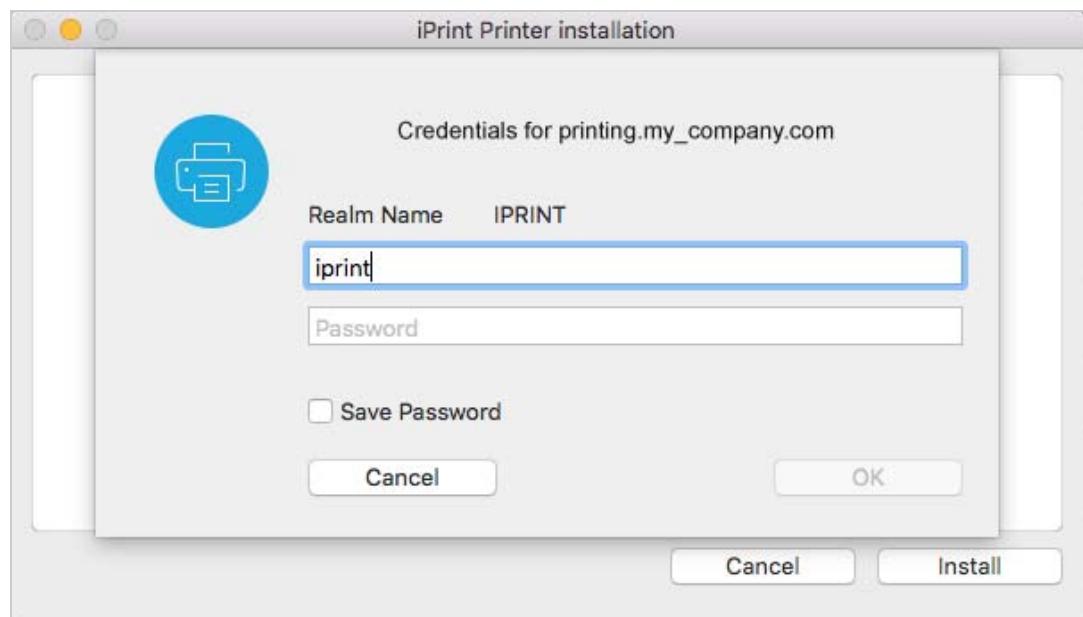 iPrint Printer installation
Credentials for printing.my_company.com
Realm Name IPRINT
iprint
Password
Save Password
Cancel OK
Cancel Install